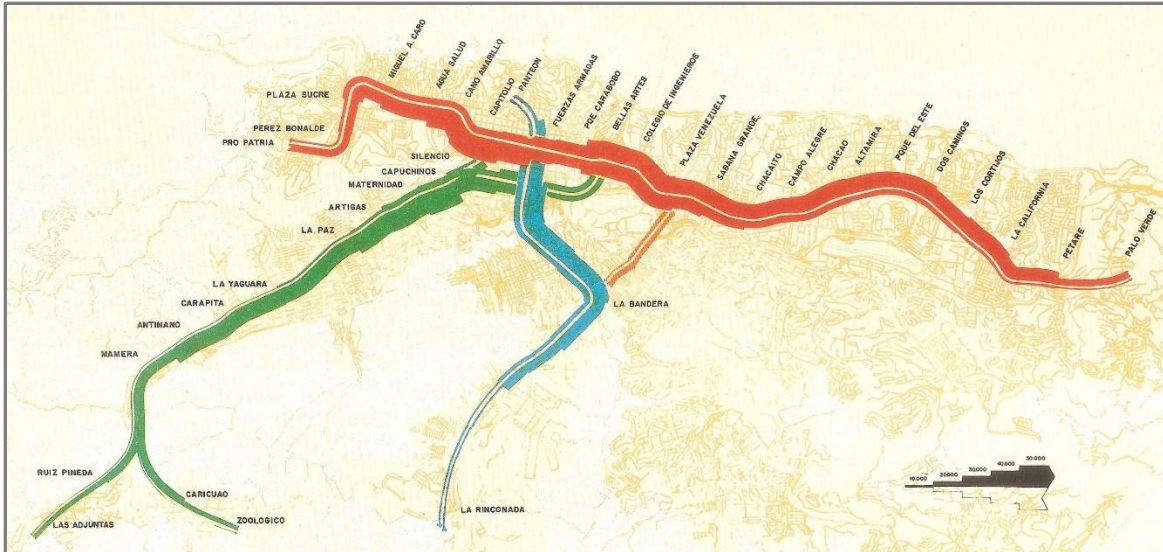 PLAZA SUCRE
PEREZ BONALDE
PRO PATRIA
MIGUEL A. CARO
AGUA SALUD
CANO AMARILLO
CAPITOLIO
PANTEON
FUERZAS ARMADAS
PQE CARABOBO
BELLAS ARTES
COLEGIO DE INGENIEROS
PLAZA VENEZUELA
SABANA GRANDE
CHACAITO
CAMPO ALEGRE
CHACAO
ALTAMIRA
PQUE DEL ESTE
DOS CAMINOS
LOS CORTIJOS
LA CALIFORNIA
PETARE
PALO VERDE
SILENCIO
CAPUCHINOS
MATERNIDAD
ARTIGAS
LA PAZ
LA YAGUARA
CARAPITA
ANTIMANO
MAMERA
RUIZ PINEDA
LAS ADJUNTAS
CARICUAO
ZOOLOGICO
LA BANDERA
LA RINCONADA
10.000 20.000 30.000 40.000 50.000